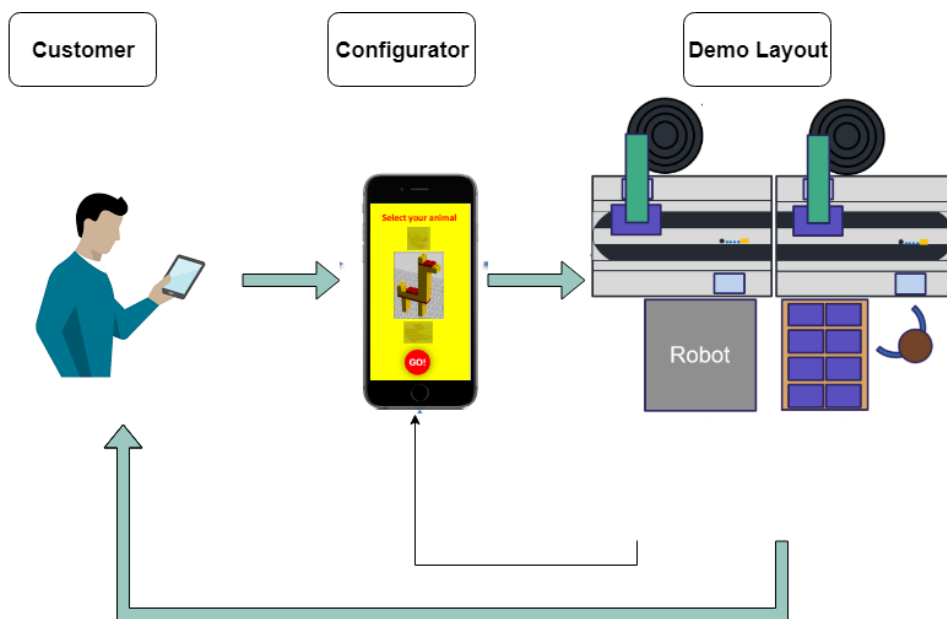 Customer
Configurator
Demo Layout
Select your animal
GO!
Robot